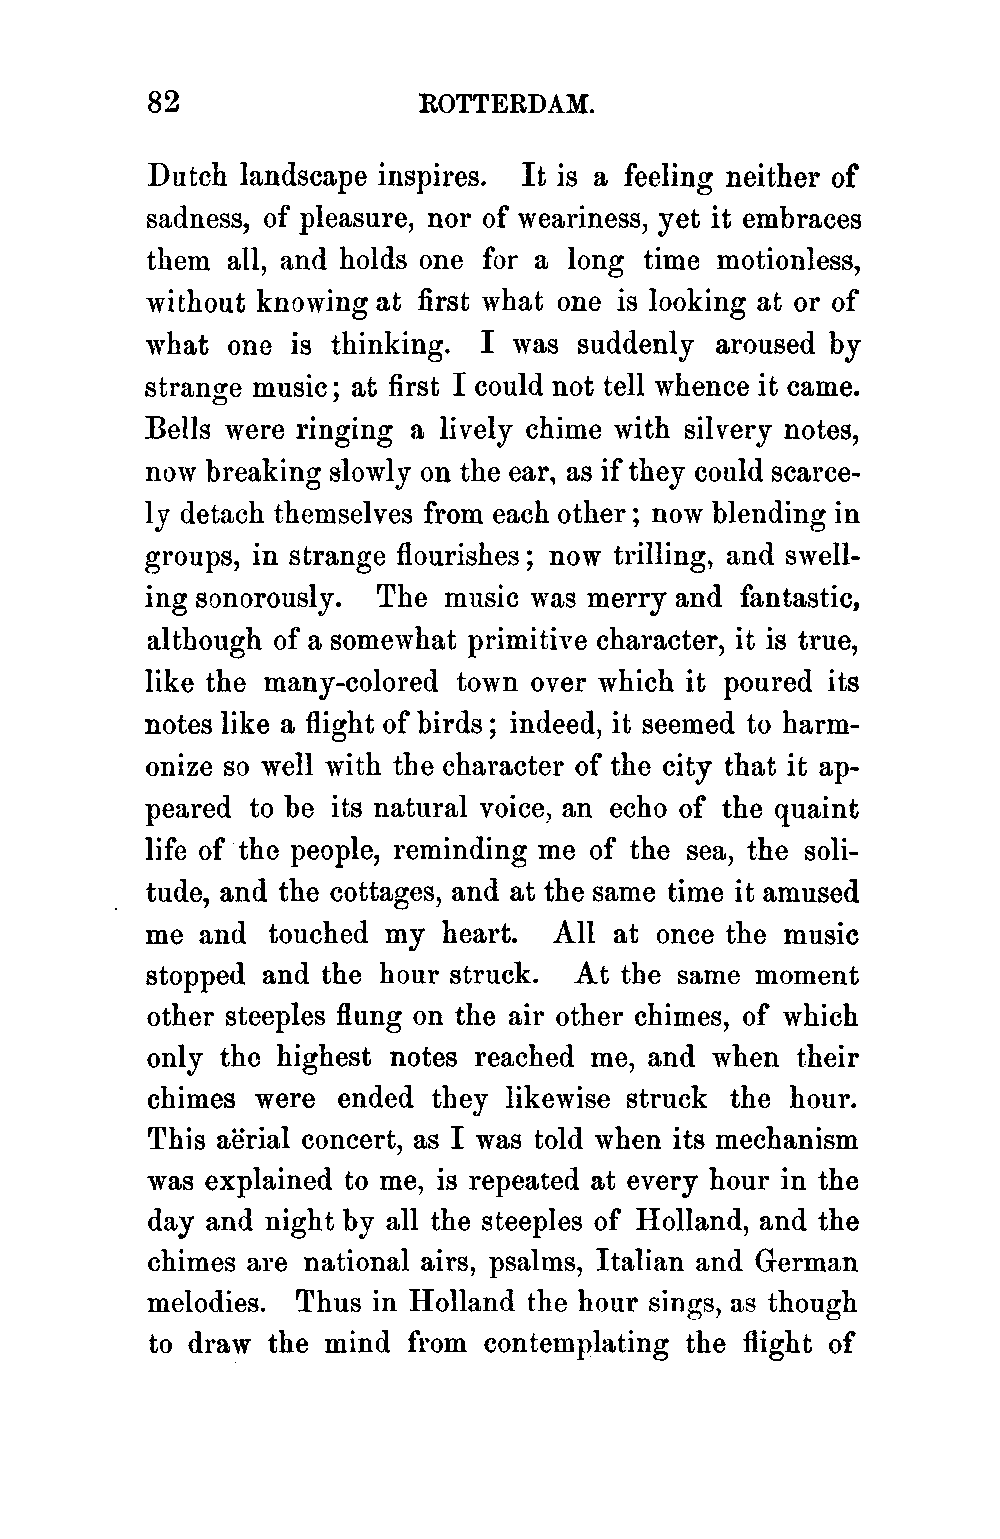 82 ROTTERDAM.
Dutch landscape inspires. It is a feeling neither of
sadness, of pleasure, nor of weariness, yet it embraces
them all, and holds one for a long time motionless,
without knowing at first what one is looking at or of
what one is thinking. I was suddenly aroused by
strange music; at first I could not tell whence it came.
Bells were ringing a lively chime with silvery notes,
now breaking slowly on the ear, as if they could scarce-
ly detach themselves from each other; now blending in
groups, in strange flourishes; now trilling, and swell-
ing sonorously. The music was merry and fantastic,
although of a somewhat primitive character, it is true,
like the many-colored town over which it poured its
notes like a flight of birds; indeed, it seemed to harm-
onize so well with the character of the city that it ap-
peared to be its natural voice, an echo of the quaint
life of the people, reminding me of the sea, the soli-
tude, and the cottages, and at the same time it amused
me and touched my heart. All at once the music
stopped and the hour struck. At the same moment
other steeples flung on the air other chimes, of which
only the highest notes reached me, and when their
chimes were ended they likewise struck the hour.
This aërial concert, as I was told when its mechanism
was explained to me, is repeated at every hour in the
day and night by all the steeples of Holland, and the
chimes are national airs, psalms, Italian and German
melodies. Thus in Holland the hour sings, as though
to draw the mind from contemplating the flight of